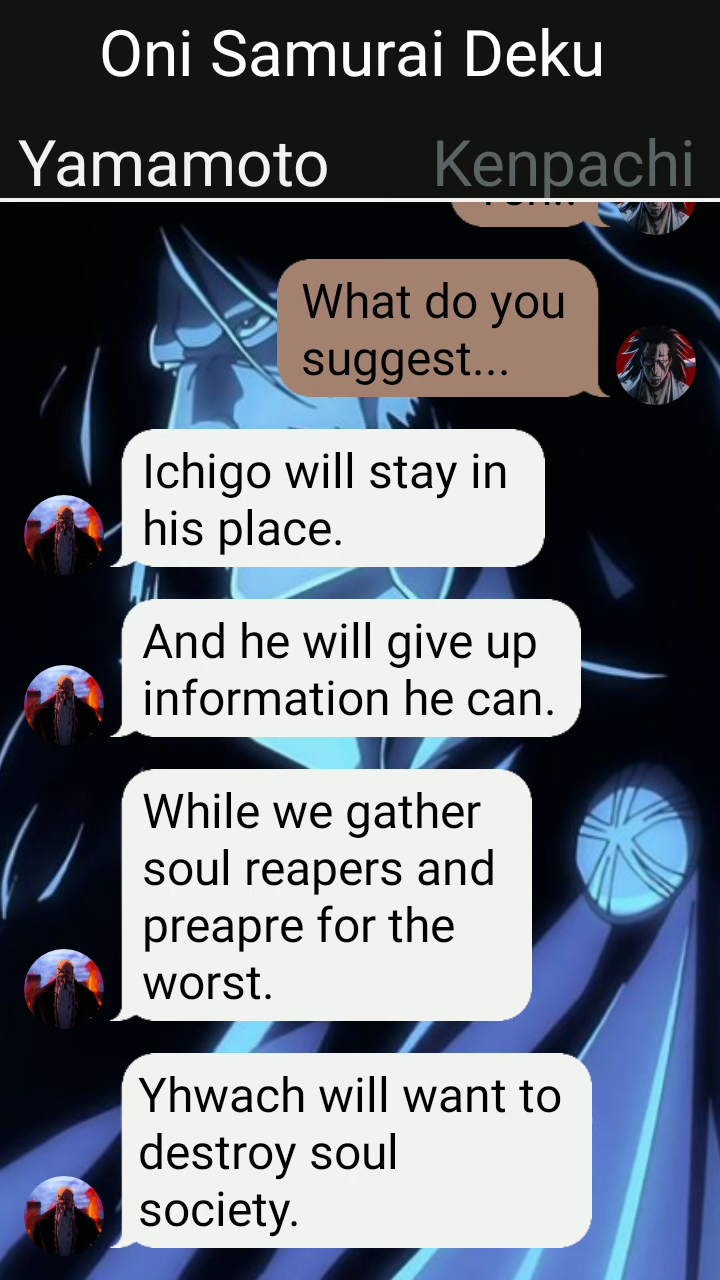 Oni Samurai Deku
Yamamoto Kenpachi
What do you
suggest...
Ichigo will stay in
his place.
And he will give up
information he can.
While we gather
soul reapers and
preapre for the
worst.
Yhwach will want to
destroy soul
society.